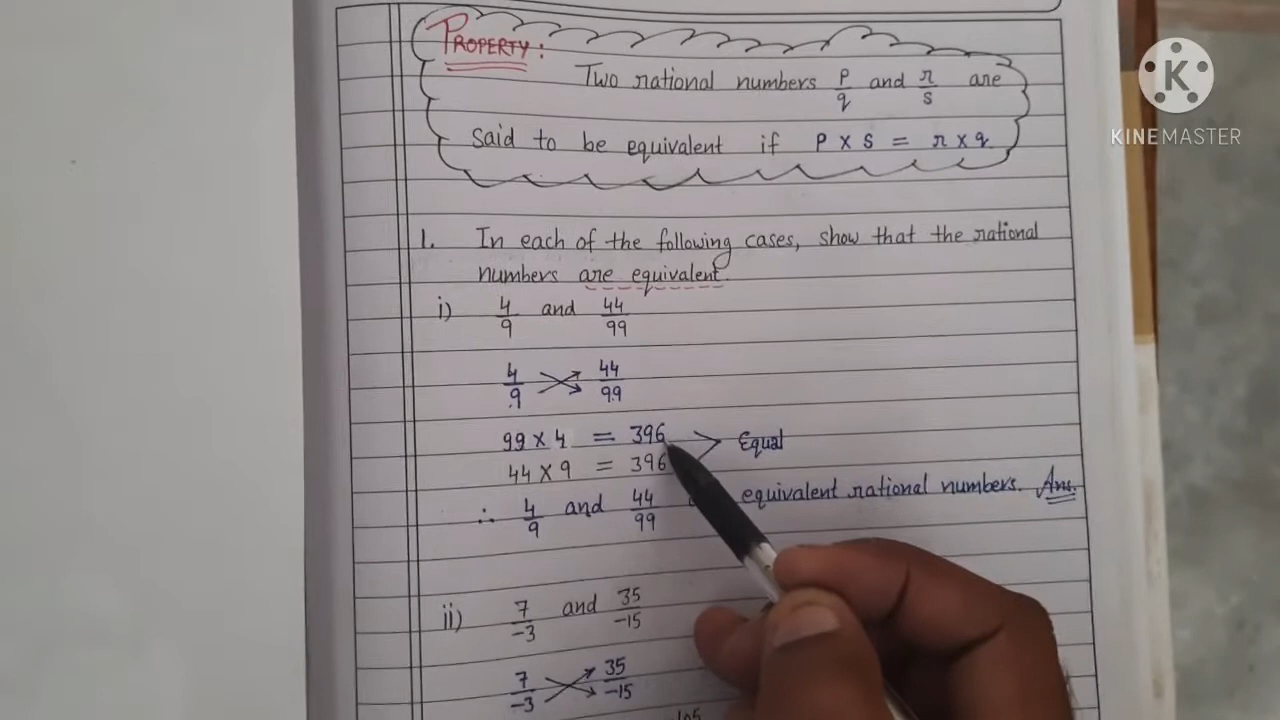 PROPERTY:
Two rational numbers p/q and r/s are
said to be equivalent if p × s = r × q
1. In each of the following cases, show that the rational
numbers are equivalent.
i) 4/9 and 44/99
4/9 44/99
99 × 4 = 396
Equal
44 × 9 = 396
∴ 4/9 and 44/99 equivalent rational numbers. Ans.
ii) 7/-3 and 35/-15
7/-3 35/-15
K
KINEMASTER